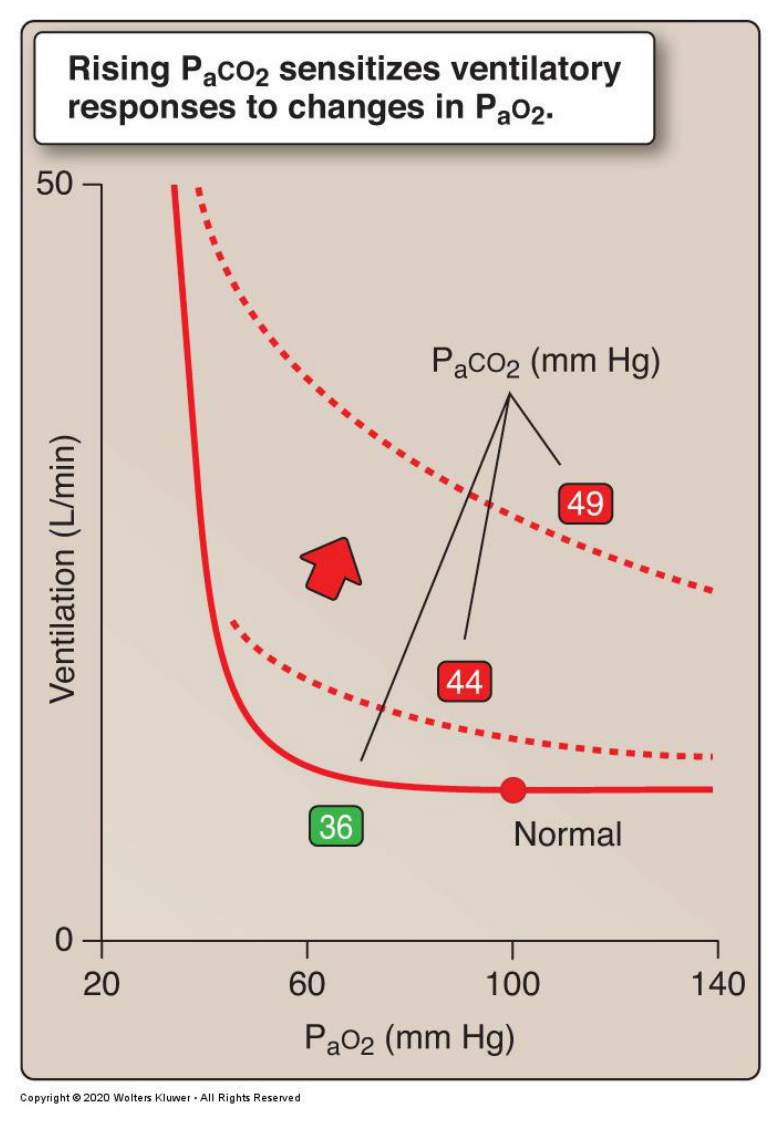 Rising PaCO2 sensitizes ventilatory
responses to changes in PaO2.
50
PaCO2 (mm Hg)
49
Ventilation (L/min)
44
36
Normal
0
20 60 100 140
PaO2 (mm Hg)
Copyright © 2020 Wolters Kluwer • All Rights Reserved